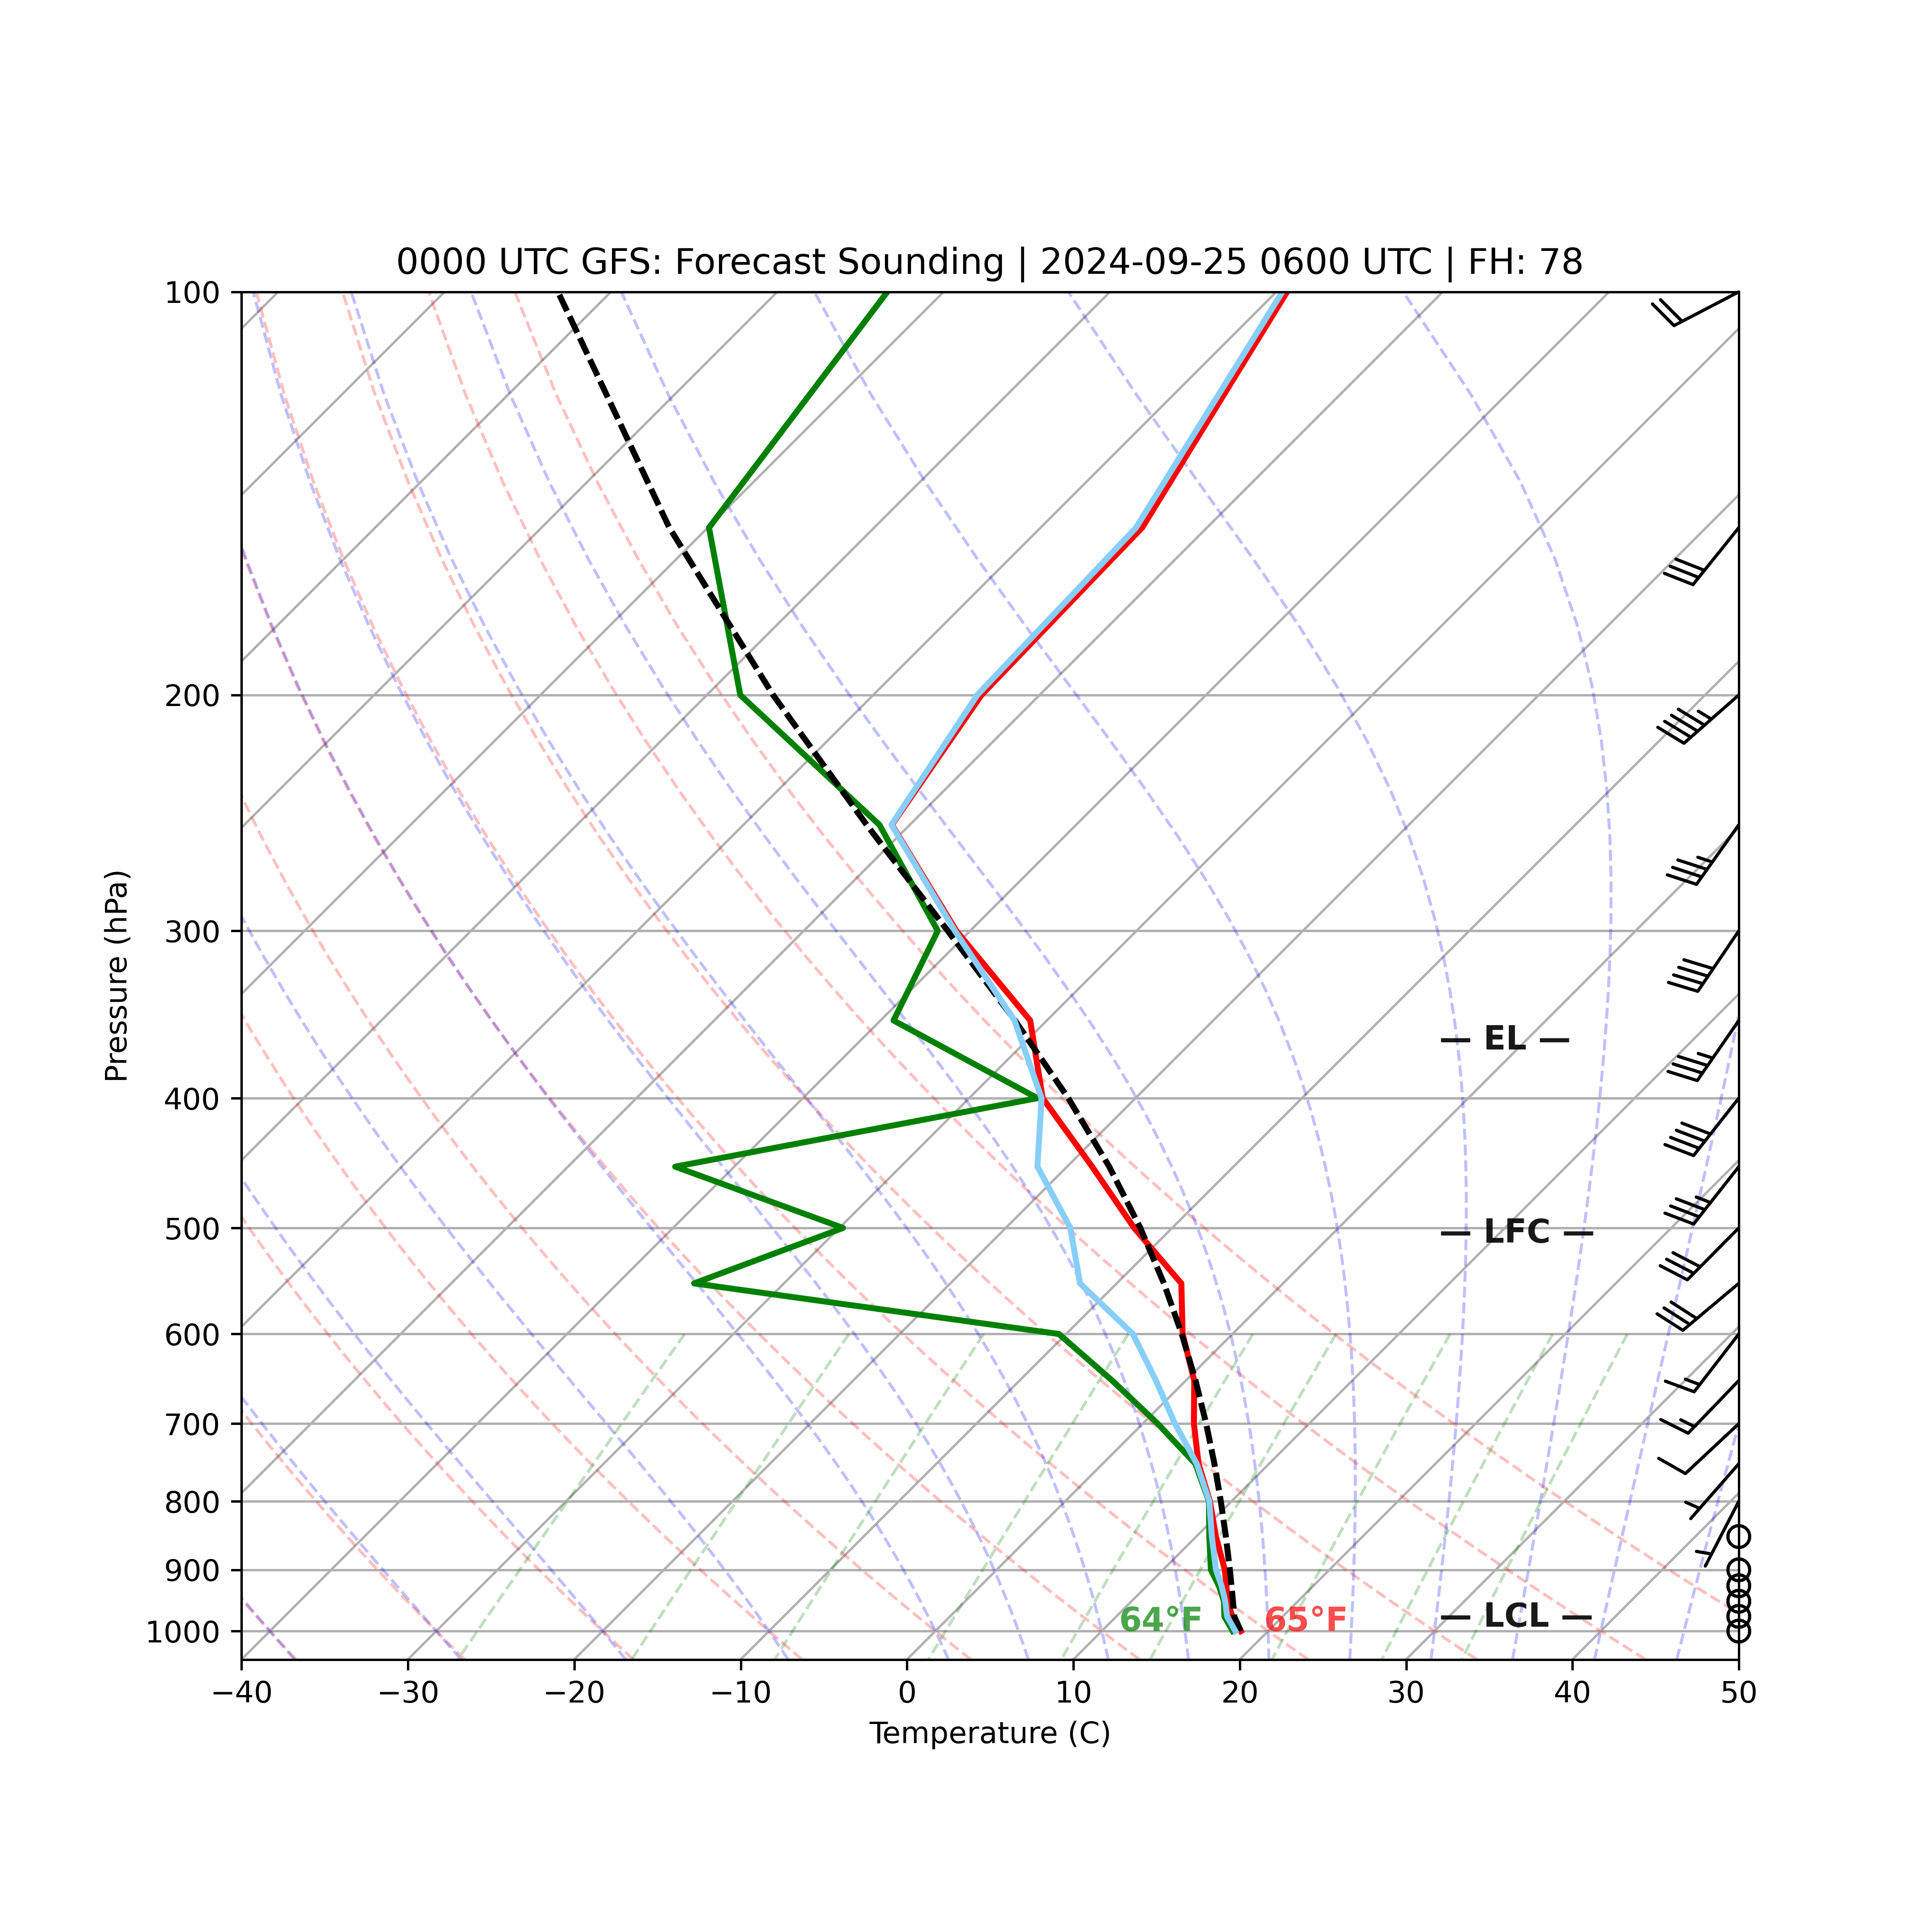 0000 UTC GFS: Forecast Sounding | 2024-09-25 0600 UTC | FH: 78
100
200
300
400
500
600
700
800
900
1000
Pressure (hPa)
— EL —
— LFC —
— LCL —
64°F 65°F
−40 −30 −20 −10 0 10 20 30 40 50
Temperature (C)